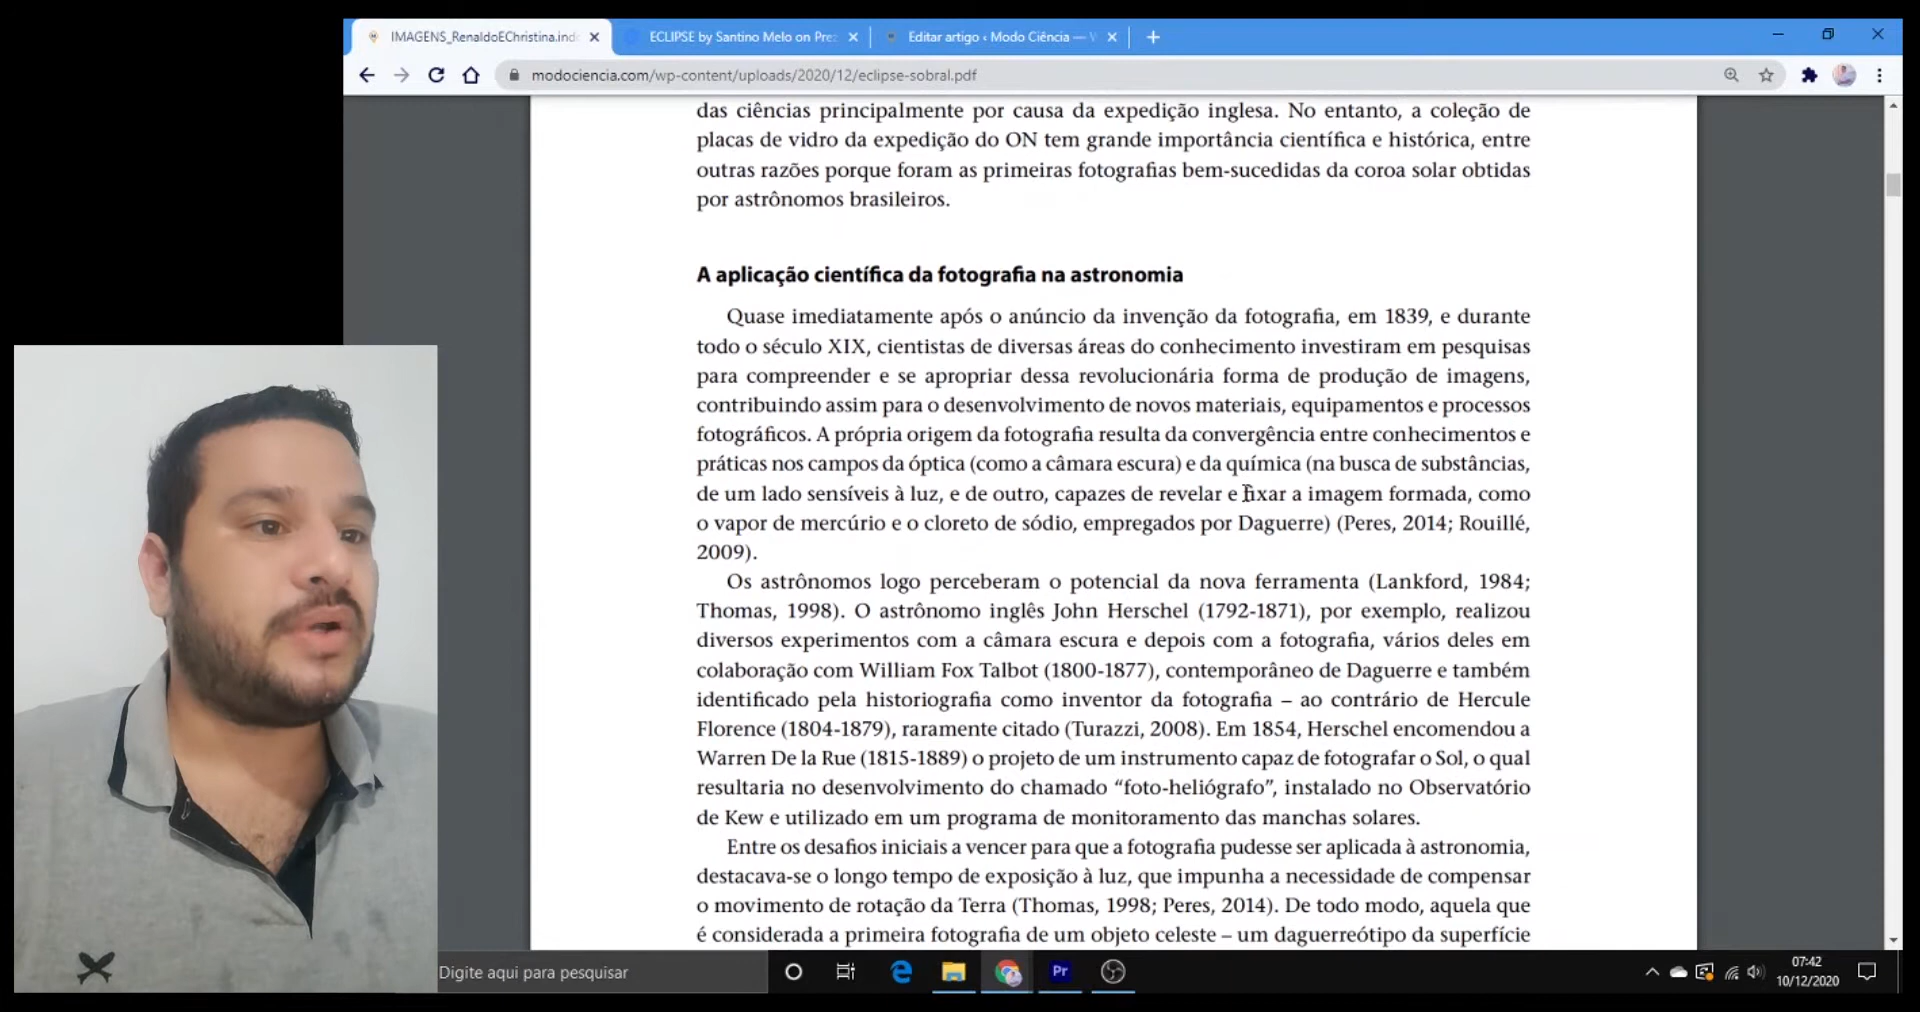 IMAGENS_RenaldoEChristina.ind
ECLIPSE by Santino Melo on Prez
Editar artigo ‹ Modo Ciência —
modociencia.com/wp-content/uploads/2020/12/eclipse-sobral.pdf
das ciências principalmente por causa da expedição inglesa. No entanto, a coleção de
placas de vidro da expedição do ON tem grande importância científica e histórica, entre
outras razões porque foram as primeiras fotografias bem-sucedidas da coroa solar obtidas
por astrônomos brasileiros.
A aplicação científica da fotografia na astronomia
Quase imediatamente após o anúncio da invenção da fotografia, em 1839, e durante
todo o século XIX, cientistas de diversas áreas do conhecimento investiram em pesquisas
para compreender e se apropriar dessa revolucionária forma de produção de imagens,
contribuindo assim para o desenvolvimento de novos materiais, equipamentos e processos
fotográficos. A própria origem da fotografia resulta da convergência entre conhecimentos e
práticas nos campos da óptica (como a câmara escura) e da química (na busca de substâncias,
de um lado sensíveis à luz, e de outro, capazes de revelar e fixar a imagem formada, como
o vapor de mercúrio e o cloreto de sódio, empregados por Daguerre) (Peres, 2014; Rouillé,
2009).
Os astrônomos logo perceberam o potencial da nova ferramenta (Lankford, 1984;
Thomas, 1998). O astrônomo inglês John Herschel (1792-1871), por exemplo, realizou
diversos experimentos com a câmara escura e depois com a fotografia, vários deles em
colaboração com William Fox Talbot (1800-1877), contemporâneo de Daguerre e também
identificado pela historiografia como inventor da fotografia – ao contrário de Hercule
Florence (1804-1879), raramente citado (Turazzi, 2008). Em 1854, Herschel encomendou a
Warren De la Rue (1815-1889) o projeto de um instrumento capaz de fotografar o Sol, o qual
resultaria no desenvolvimento do chamado “foto-heliógrafo”, instalado no Observatório
de Kew e utilizado em um programa de monitoramento das manchas solares.
Entre os desafios iniciais a vencer para que a fotografia pudesse ser aplicada à astronomia,
destacava-se o longo tempo de exposição à luz, que impunha a necessidade de compensar
o movimento de rotação da Terra (Thomas, 1998; Peres, 2014). De todo modo, aquela que
é considerada a primeira fotografia de um objeto celeste – um daguerreótipo da superfície
Digite aqui para pesquisar
Pr
07:42
10/12/2020